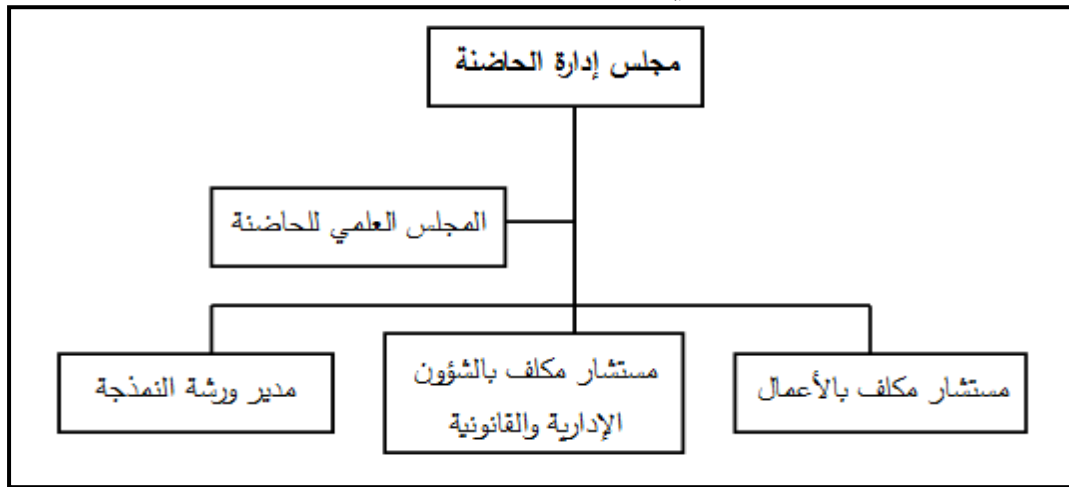 مجلس إدارة الحاضنة
المجلس العلمي للحاضنة
مستشار مكلف بالأعمال
مستشار مكلف بالشؤون
الإدارية والقانونية
مدير ورشة النمذجة